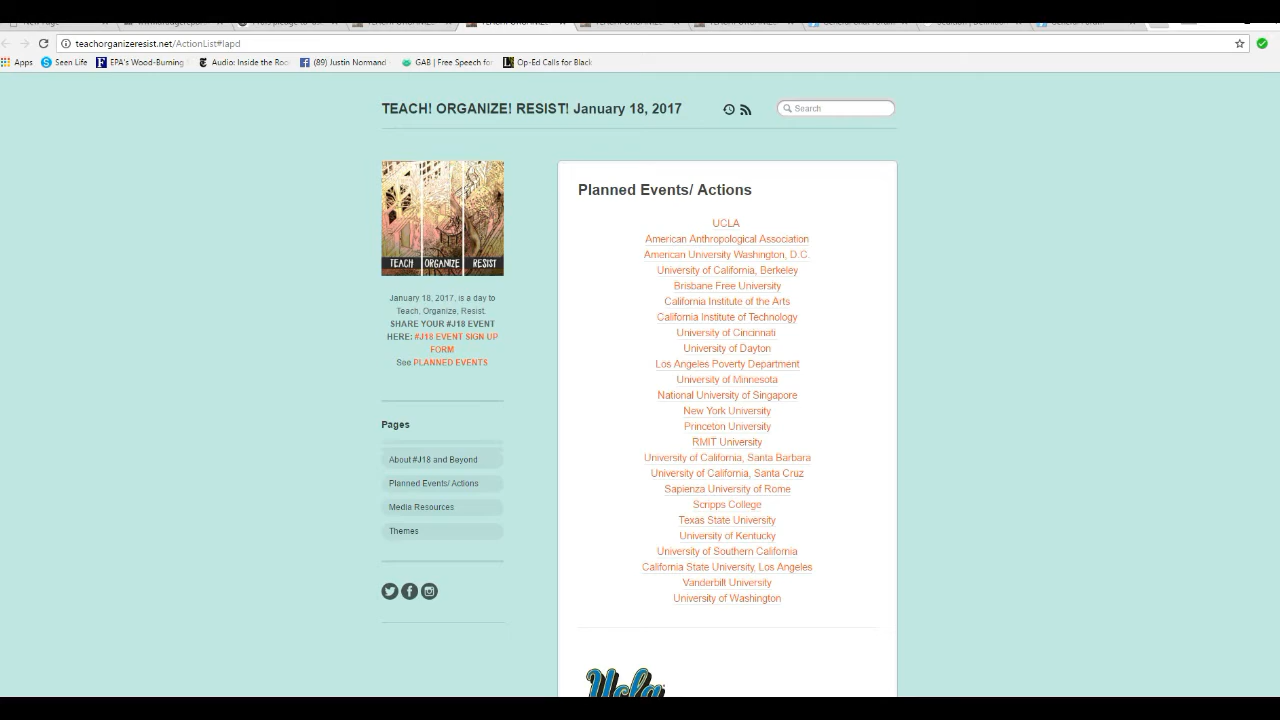 teachorganizeresist.net/ActionList#lapd
Apps Seen Life EPA's Wood-Burning Audio: Inside the Roo (89) Justin Normand GAB | Free Speech for Op-Ed Calls for Black
TEACH! ORGANIZE! RESIST! January 18, 2017
Search
TEACH ORGANIZE RESIST
January 18, 2017, is a day to
Teach, Organize, Resist.
SHARE YOUR #J18 EVENT
HERE: #J18 EVENT SIGN UP
FORM
See PLANNED EVENTS
Pages
About #J18 and Beyond
Planned Events/ Actions
Media Resources
Themes
Planned Events/ Actions
UCLA
American Anthropological Association
American University Washington, D.C.
University of California, Berkeley
Brisbane Free University
California Institute of the Arts
California Institute of Technology
University of Cincinnati
University of Dayton
Los Angeles Poverty Department
University of Minnesota
National University of Singapore
New York University
Princeton University
RMIT University
University of California, Santa Barbara
University of California, Santa Cruz
Sapienza University of Rome
Scripps College
Texas State University
University of Kentucky
University of Southern California
California State University, Los Angeles
Vanderbilt University
University of Washington
Ucla